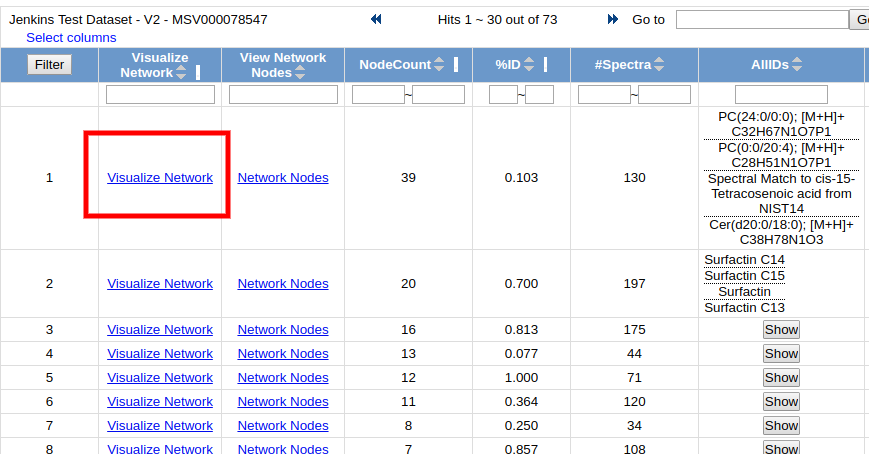 Jenkins Test Dataset - V2 - MSV000078547 Hits 1 ~ 30 out of 73 Go to
Select columns
Filter Visualize Network View Network Nodes NodeCount %ID #Spectra AllIDs
~ ~ ~
1 Visualize Network Network Nodes 39 0.103 130
PC(24:0/0:0); [M+H]+
C32H67N1O7P1
PC(0:0/20:4); [M+H]+
C28H51N1O7P1
Spectral Match to cis-15-
Tetracosenoic acid from
NIST14
Cer(d20:0/18:0); [M+H]+
C38H78N1O3
2 Visualize Network Network Nodes 20 0.700 197
Surfactin C14
Surfactin C15
Surfactin
Surfactin C13
3 Visualize Network Network Nodes 16 0.813 175 Show
4 Visualize Network Network Nodes 13 0.077 44 Show
5 Visualize Network Network Nodes 12 1.000 71 Show
6 Visualize Network Network Nodes 11 0.364 120 Show
7 Visualize Network Network Nodes 8 0.250 34 Show
8 Visualize Network Network Nodes 7 0.857 108 Show